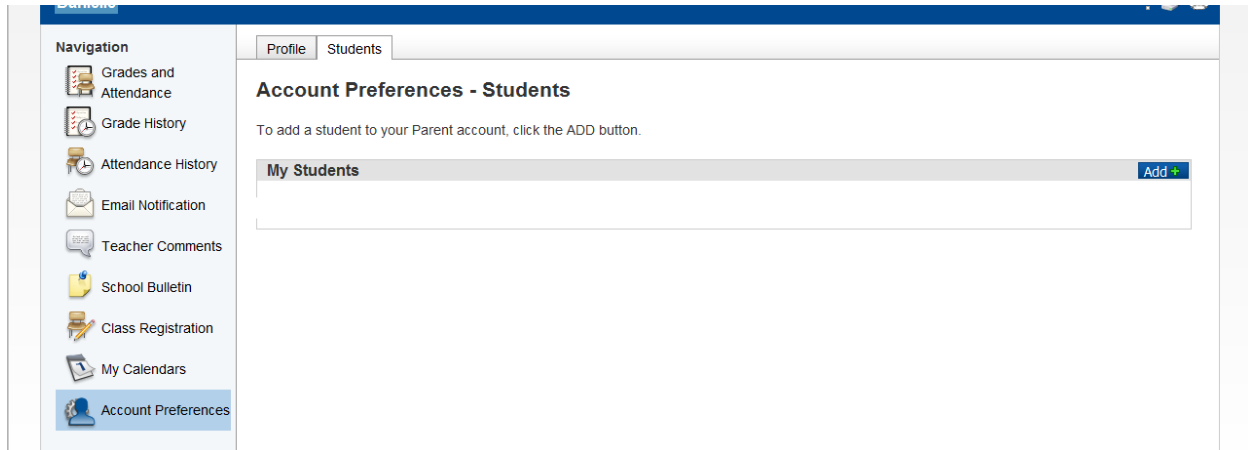 Navigation
Grades and
Attendance
Grade History
Attendance History
Email Notification
Teacher Comments
School Bulletin
Class Registration
My Calendars
Account Preferences
Profile
Students
Account Preferences - Students
To add a student to your Parent account, click the ADD button.
My Students
Add +